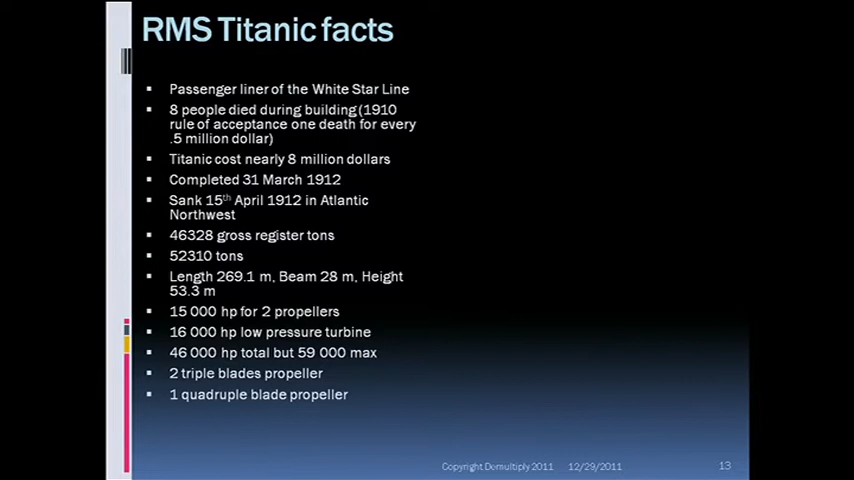 RMS Titanic facts
Passenger liner of the White Star Line
8 people died during building (1910
rule of acceptance one death for every
.5 million dollar)
Titanic cost nearly 8 million dollars
Completed 31 March 1912
Sank 15th April 1912 in Atlantic
Northwest
46328 gross register tons
52310 tons
Length 269.1 m, Beam 28 m, Height
53.3 m
15 000 hp for 2 propellers
16 000 hp low pressure turbine
46 000 hp total but 59 000 max
2 triple blades propeller
1 quadruple blade propeller
Copyright Demultiply 2011 12/29/2011 13